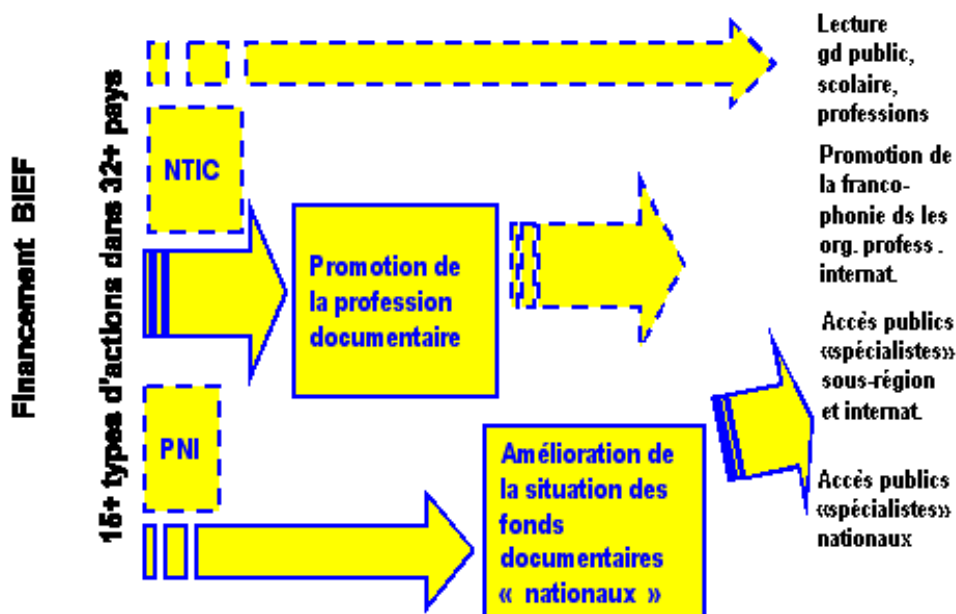 Financement BIEF
15+ types d'actions dans 32+ pays
NTIC
PNI
Promotion de
la profession
documentaire
Amélioration de
la situation des
fonds
documentaires
« nationaux »
Lecture
gd public,
scolaire,
professions
Promotion de
la franco-
phonie ds les
org. profess .
internat.
Accés publics
«spécialistes»
sous-région
et internat.
Accés publics
«spécialistes»
nationaux